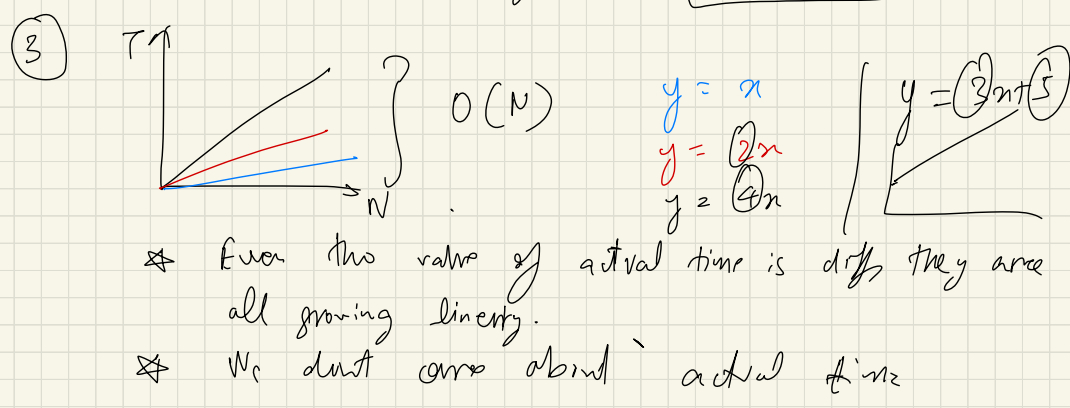 3
T
N
O(N)
y = x
y = 2x
y = 4x
y = 3x+5
☆ Even tho value of actual time is diff they are
all growing linerly.
☆ We dont care about actual time